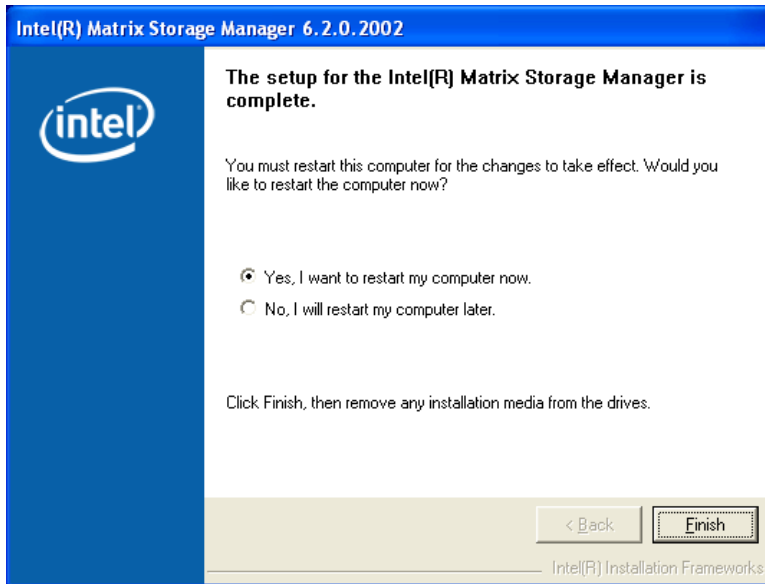 Intel(R) Matrix Storage Manager 6.2.0.2002
intel
The setup for the Intel(R) Matrix Storage Manager is
complete.
You must restart this computer for the changes to take effect. Would you
like to restart the computer now?
Yes, I want to restart my computer now.
No, I will restart my computer later.
Click Finish, then remove any installation media from the drives.
< Back
Finish
Intel(R) Installation Frameworks